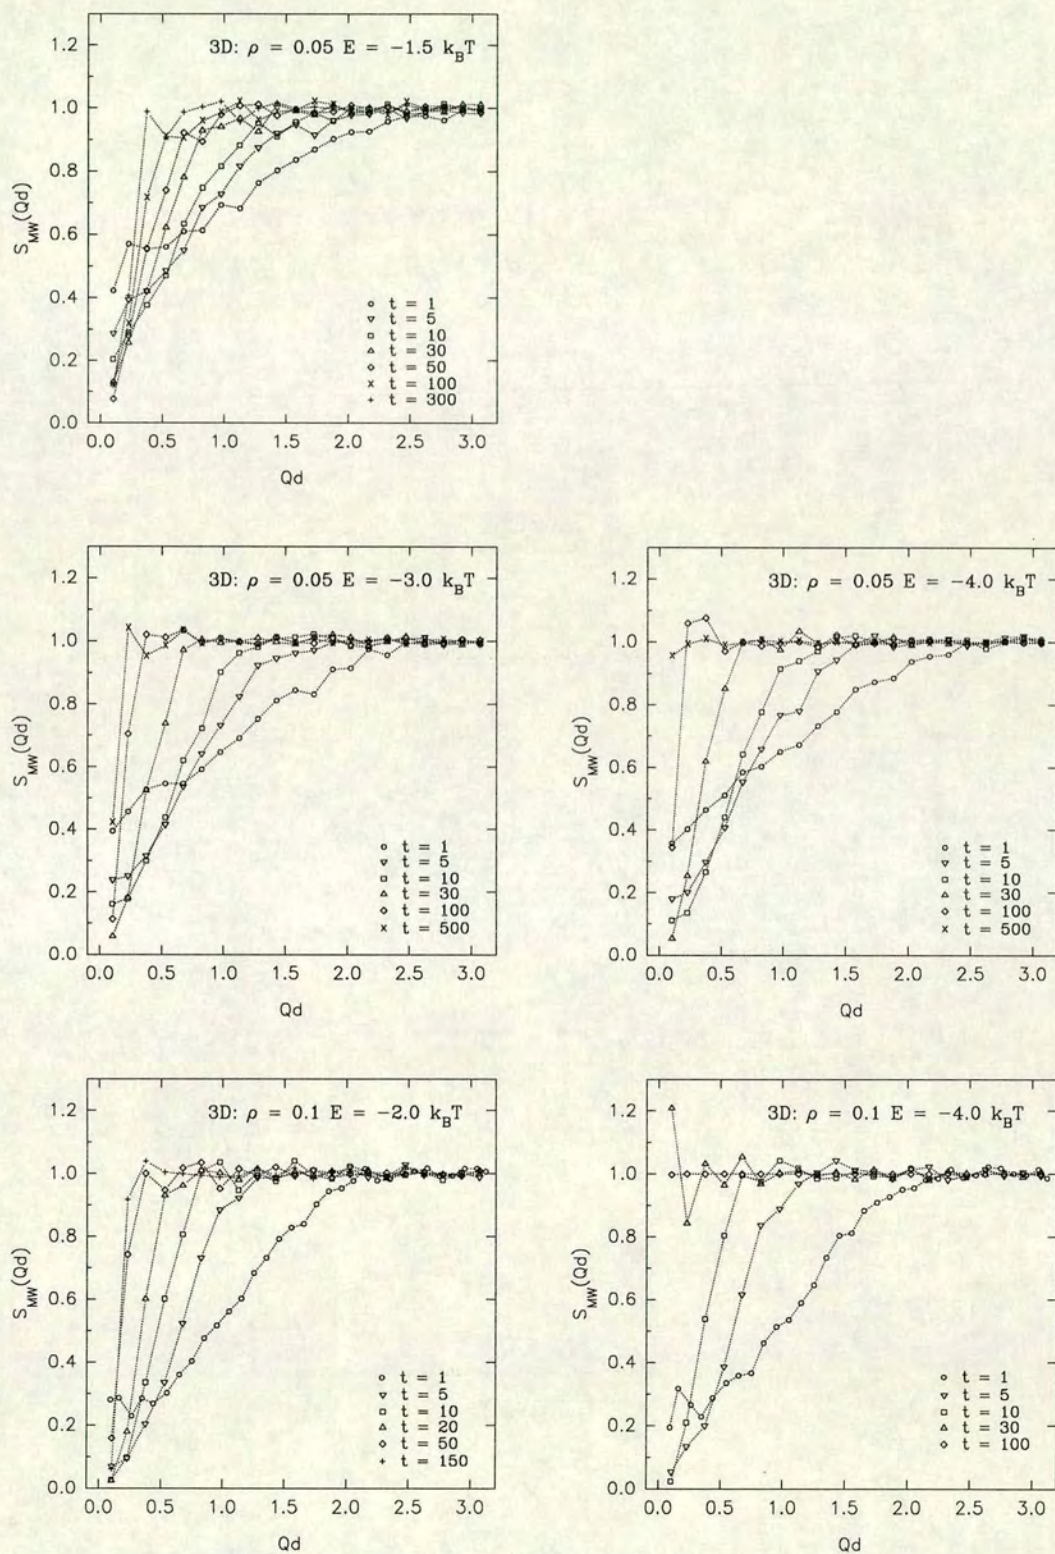 3D: ρ = 0.05 E = −1.5 k_BT
1.2
1.0
0.8
0.6
0.4
0.2
0.0
S_MW(Qd)
t = 1
t = 5
t = 10
t = 30
t = 50
t = 100
t = 300
0.0 0.5 1.0 1.5 2.0 2.5 3.0
Qd
3D: ρ = 0.05 E = −3.0 k_BT
1.2
1.0
0.8
0.6
0.4
0.2
0.0
S_MW(Qd)
t = 1
t = 5
t = 10
t = 30
t = 100
t = 500
0.0 0.5 1.0 1.5 2.0 2.5 3.0
Qd
3D: ρ = 0.05 E = −4.0 k_BT
1.2
1.0
0.8
0.6
0.4
0.2
0.0
S_MW(Qd)
t = 1
t = 5
t = 10
t = 30
t = 100
t = 500
0.0 0.5 1.0 1.5 2.0 2.5 3.0
Qd
3D: ρ = 0.1 E = −2.0 k_BT
1.2
1.0
0.8
0.6
0.4
0.2
0.0
S_MW(Qd)
t = 1
t = 5
t = 10
t = 20
t = 50
t = 150
0.0 0.5 1.0 1.5 2.0 2.5 3.0
Qd
3D: ρ = 0.1 E = −4.0 k_BT
1.2
1.0
0.8
0.6
0.4
0.2
0.0
S_MW(Qd)
t = 1
t = 5
t = 10
t = 30
t = 100
0.0 0.5 1.0 1.5 2.0 2.5 3.0
Qd